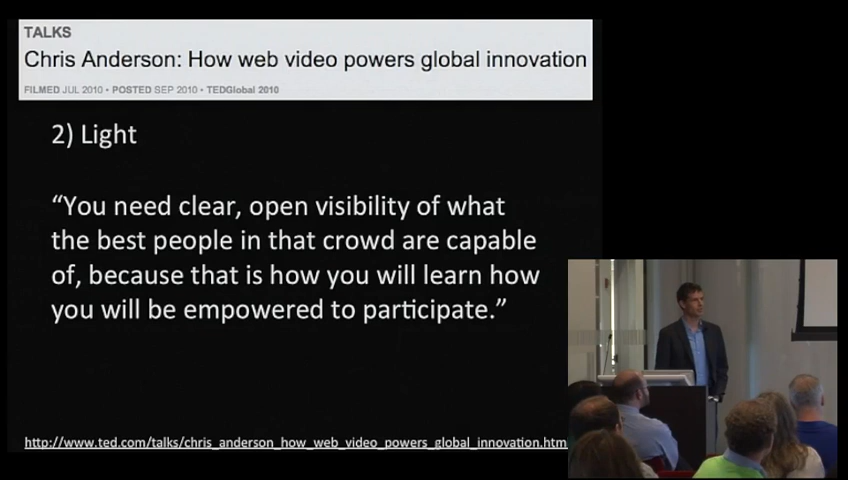 TALKS
Chris Anderson: How web video powers global innovation
FILMED JUL 2010 • POSTED SEP 2010 • TEDGlobal 2010
2) Light
“You need clear, open visibility of what
the best people in that crowd are capable
of, because that is how you will learn how
you will be empowered to participate.”
http://www.ted.com/talks/chris_anderson_how_web_video_powers_global_innovation.htm